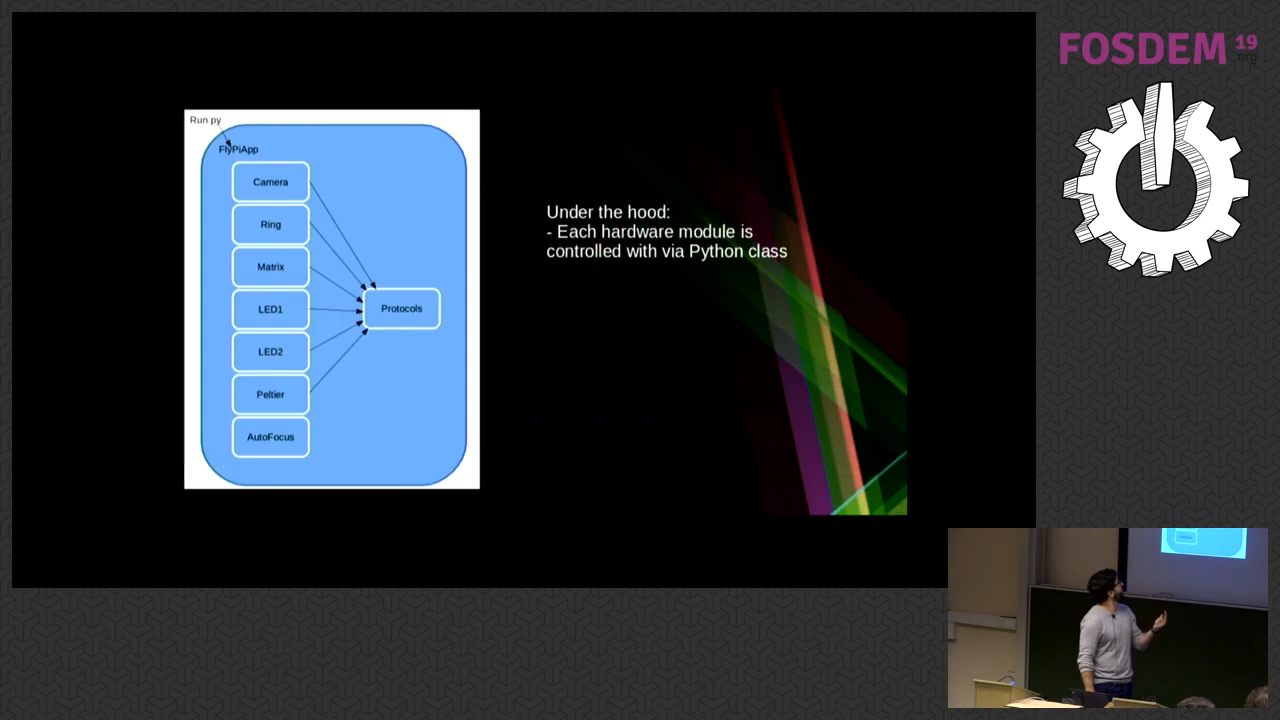 FOSDEM 19
.org
Run.py
FlyPiApp
Camera
Ring
Matrix
LED1
LED2
Peltier
AutoFocus
Protocols
Under the hood:
- Each hardware module is
controlled with via Python class